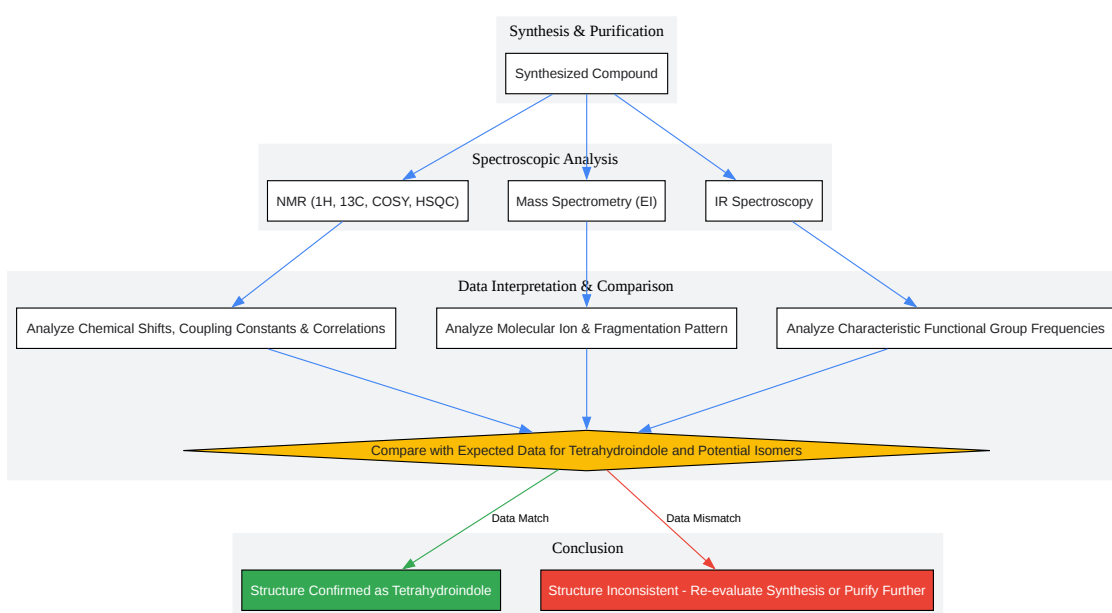 Synthesis & Purification
Synthesized Compound
Spectroscopic Analysis
NMR (1H, 13C, COSY, HSQC)
Mass Spectrometry (EI)
IR Spectroscopy
Data Interpretation & Comparison
Analyze Chemical Shifts, Coupling Constants & Correlations
Analyze Molecular Ion & Fragmentation Pattern
Analyze Characteristic Functional Group Frequencies
Compare with Expected Data for Tetrahydroindole and Potential Isomers
Data Match
Data Mismatch
Conclusion
Structure Confirmed as Tetrahydroindole
Structure Inconsistent - Re-evaluate Synthesis or Purify Further